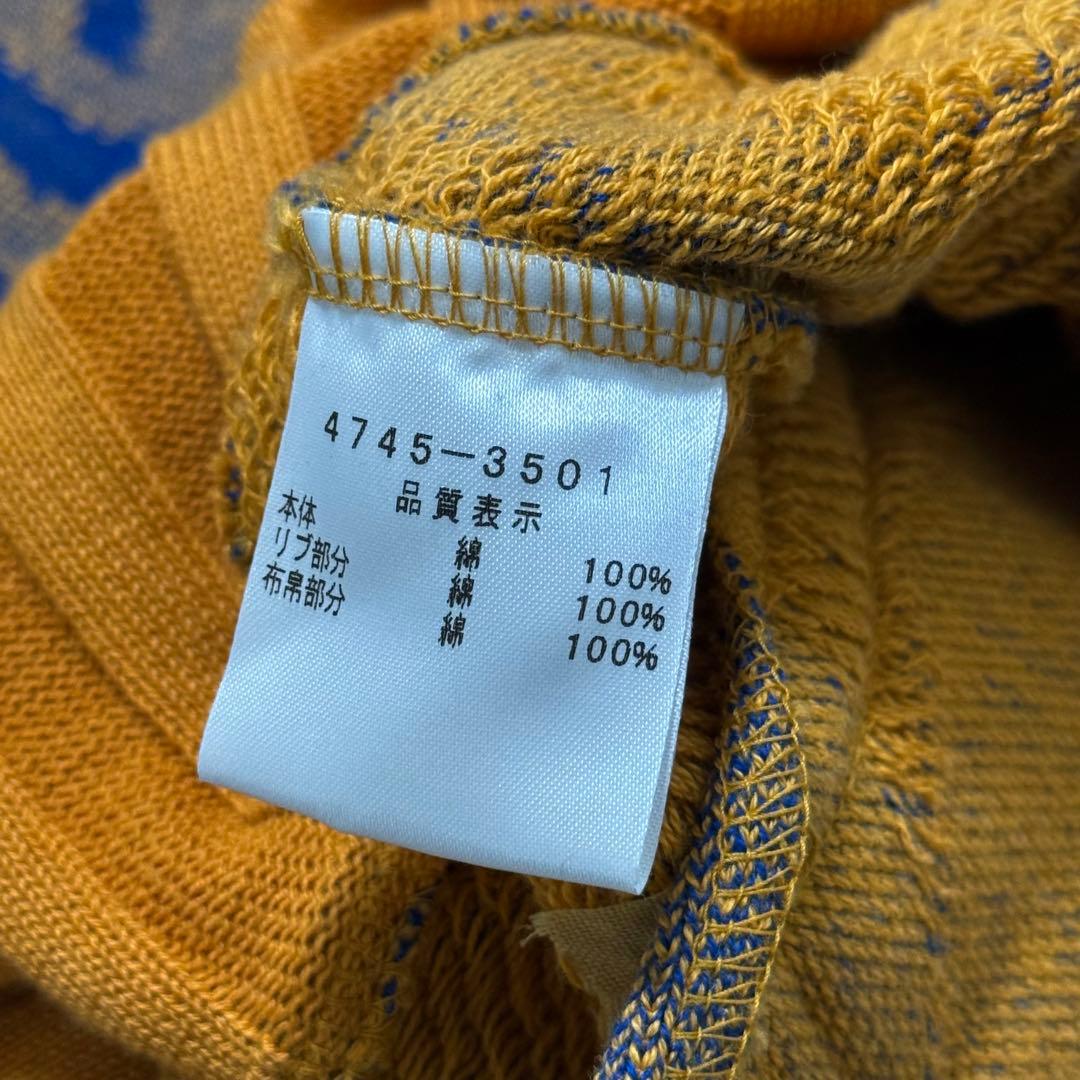 4745-3501
品質表示
本体 綿 100%
リブ部分 綿 100%
布帛部分 綿 100%